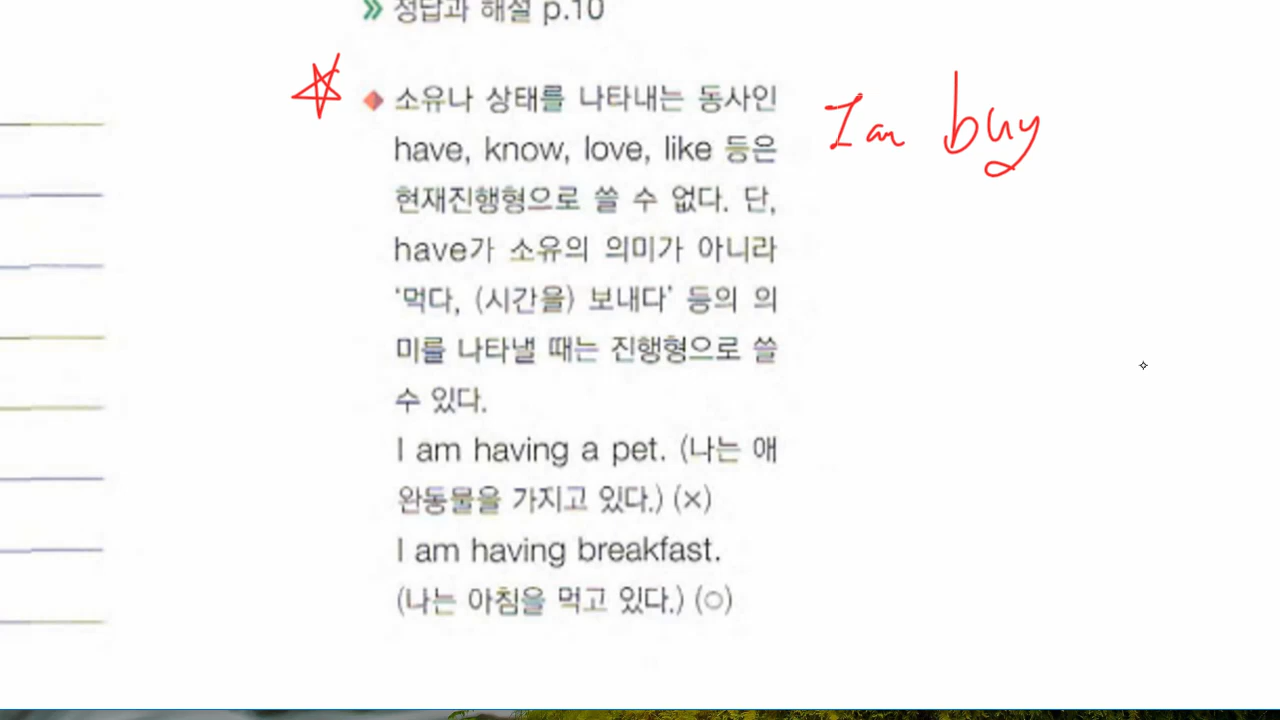 » 정답과 해설 p.10
소유나 상태를 나타내는 동사인
have, know, love, like 등은
현재진행형으로 쓸 수 없다. 단,
have가 소유의 의미가 아니라
‘먹다, (시간을) 보내다’ 등의 의
미를 나타낼 때는 진행형으로 쓸
수 있다.
I am having a pet. (나는 애
완동물을 가지고 있다.) (×)
I am having breakfast.
(나는 아침을 먹고 있다.) (○)
I am buy